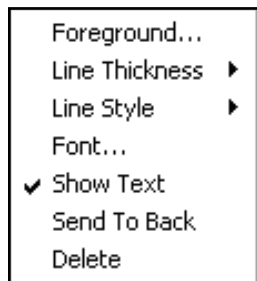 Foreground...
Line Thickness
Line Style
Font...
Show Text
Send To Back
Delete